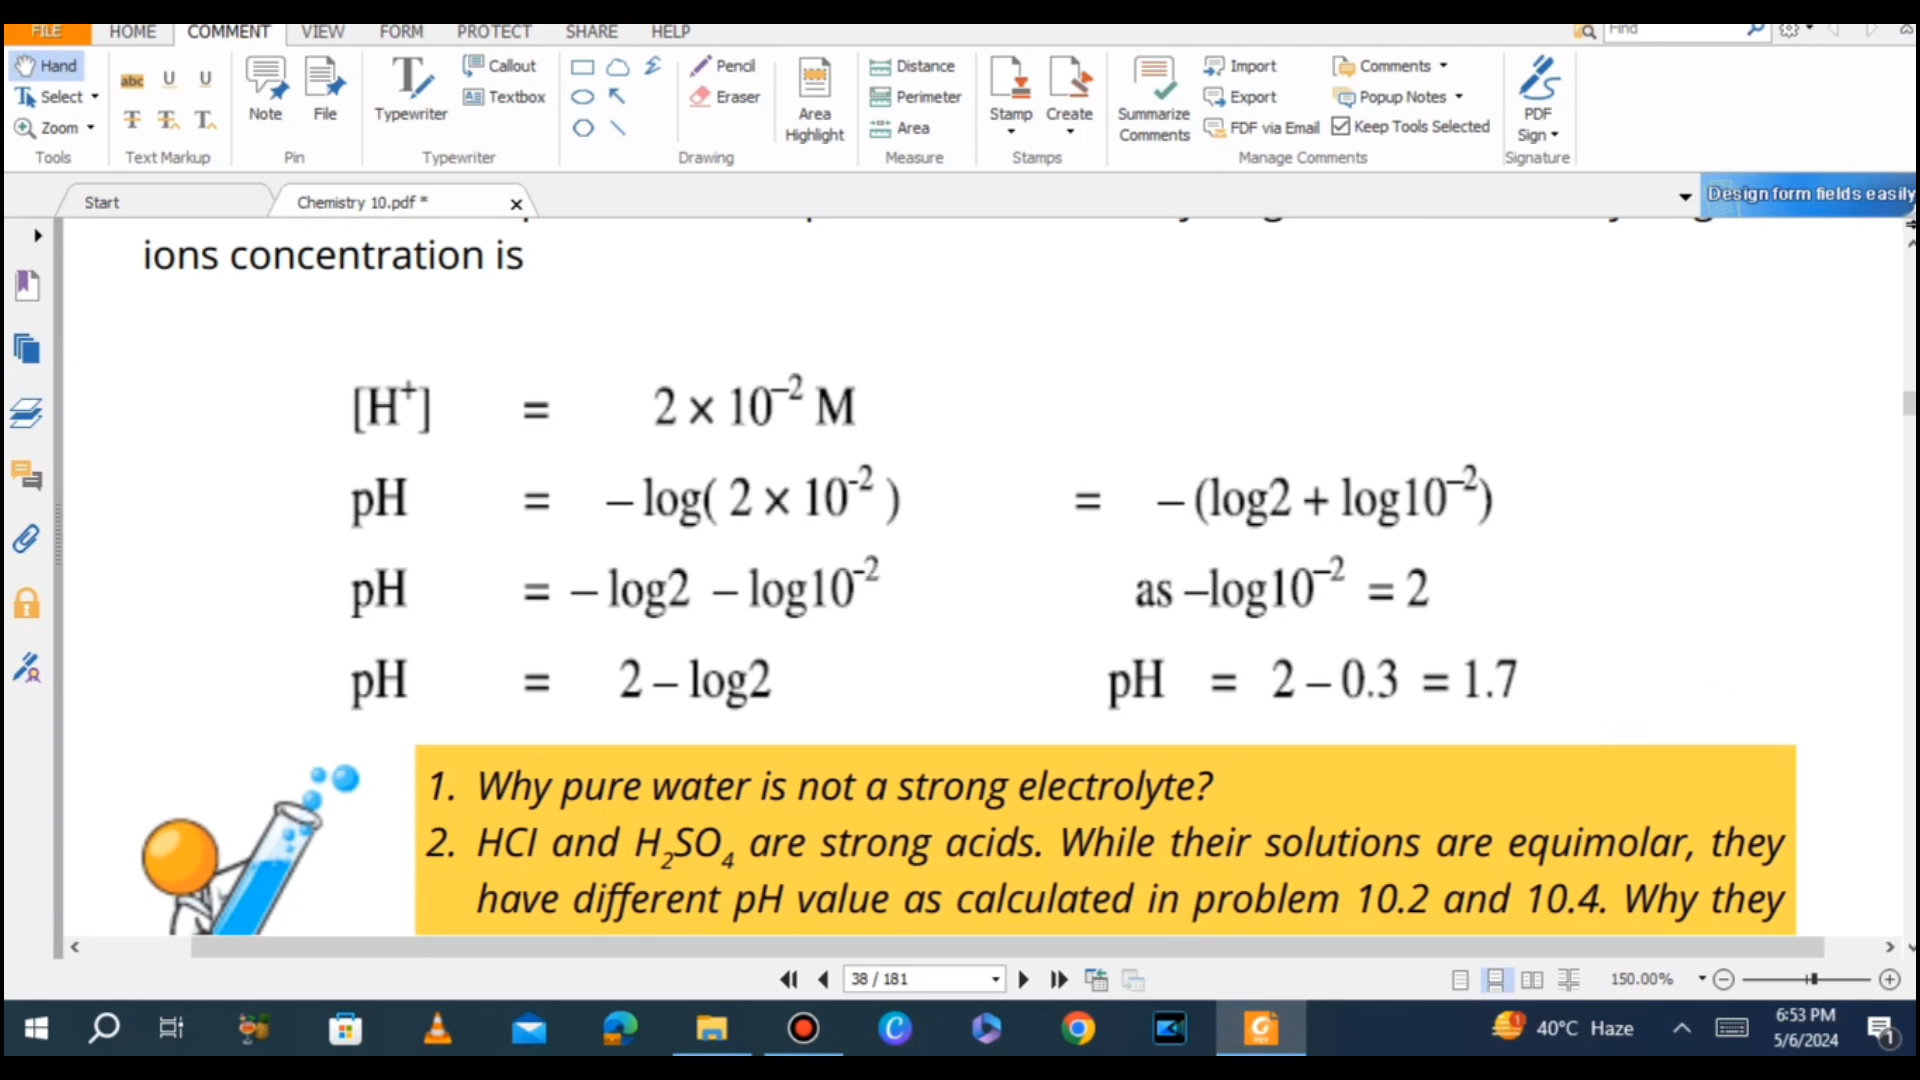 FILE HOME COMMENT VIEW FORM PROTECT SHARE HELP Find
Hand
Select
Zoom
Tools
abc U U
T T T
Text Markup
Note File
Pin
Typewriter
Callout
Textbox
Typewriter
Pencil
Eraser
Area Highlight
Drawing
Distance
Perimeter
Area
Measure
Stamp Create
Stamps
Summarize Comments
Import
Export
FDF via Email
Comments
Popup Notes
Keep Tools Selected
Manage Comments
PDF Sign
Signature
Start Chemistry 10.pdf * Design form fields easily
ions concentration is
[H⁺] = 2 × 10⁻² M
pH = – log( 2 × 10⁻² ) = – (log2 + log10⁻²)
pH = – log2 – log10⁻² as –log10⁻² = 2
pH = 2 – log2 pH = 2 – 0.3 = 1.7
1. Why pure water is not a strong electrolyte?
2. HCl and H₂SO₄ are strong acids. While their solutions are equimolar, they
have different pH value as calculated in problem 10.2 and 10.4. Why they
38 / 181 150.00%
40°C Haze
6:53 PM
5/6/2024
1